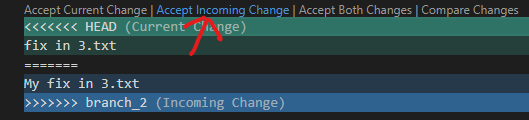 Accept Current Change | Accept Incoming Change | Accept Both Changes | Compare Changes
<<<<<<< HEAD (Current Change)
fix in 3.txt
=======
My fix in 3.txt
>>>>>>> branch_2 (Incoming Change)